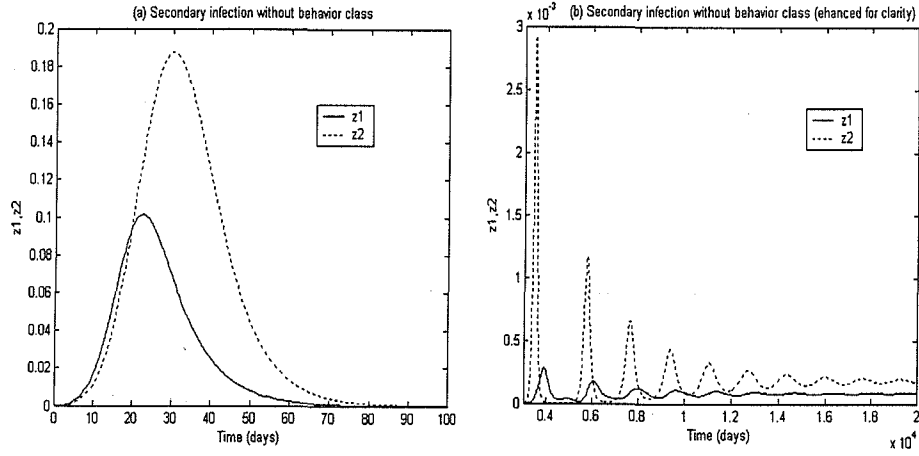 (a) Secondary infection without behavior class
0.2
0.18
0.16
0.14
0.12
0.1
0.08
0.06
0.04
0.02
0
z1,z2
z1
z2
0 10 20 30 40 50 60 70 80 90 100
Time (days)
(b) Secondary infection without behavior class (ehanced for clarity)
x 10^-3
3
2.5
2
1.5
1
0.5
0
z1, z2
z1
z2
0.4 0.6 0.8 1 1.2 1.4 1.6 1.8 2
Time (days)
x 10^4